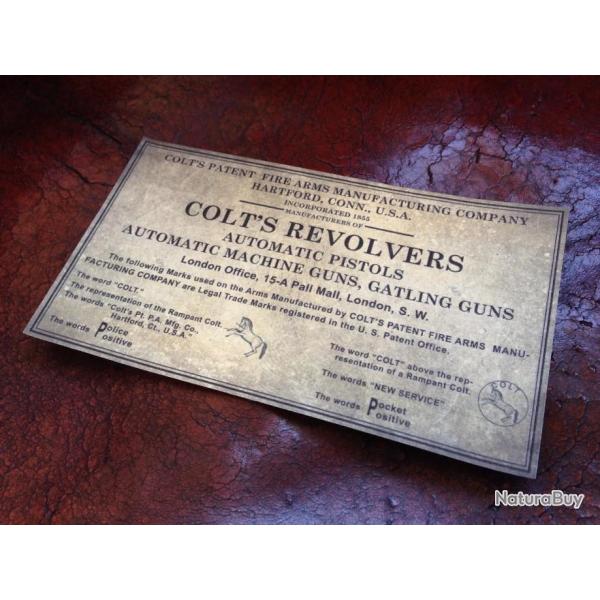 COLT'S PATENT FIRE ARMS MANUFACTURING COMPANY
HARTFORD, CONN., U.S.A.
INCORPORATED 1855
MANUFACTURERS OF
COLT'S REVOLVERS
AUTOMATIC PISTOLS
AUTOMATIC MACHINE GUNS, GATLING GUNS
London Office, 15-A Pall Mall, London, S. W.
The following Marks used on the Arms Manufactured by COLT'S PATENT FIRE ARMS MANU-
FACTURING COMPANY are Legal Trade Marks registered in the U. S. Patent Office.
The word "COLT."
The representation of the Rampant Colt.
The words "Colt's Pt. P.A. Mfg. Co.,
Hartford, Ct., U.S.A."
The words Police
Positive
The word "COLT" above the rep-
resentation of a Rampant Colt.
The words "NEW SERVICE"
The words Pocket
Positive
COLT
NaturaBuy